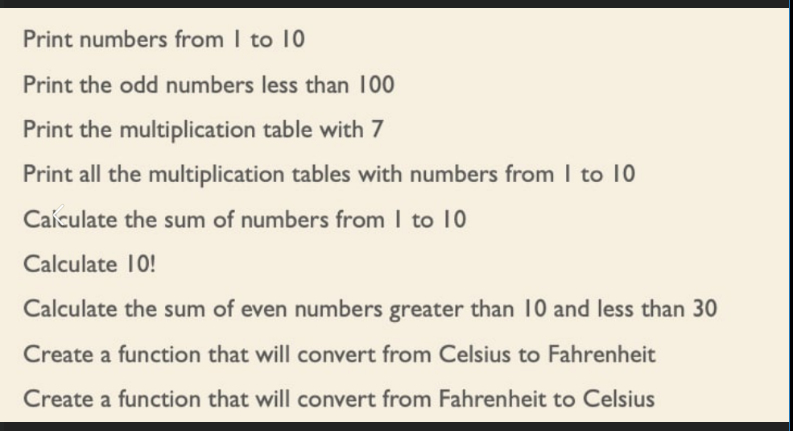 Print numbers from 1 to 10
Print the odd numbers less than 100
Print the multiplication table with 7
Print all the multiplication tables with numbers from 1 to 10
Calculate the sum of numbers from 1 to 10
Calculate 10!
Calculate the sum of even numbers greater than 10 and less than 30
Create a function that will convert from Celsius to Fahrenheit
Create a function that will convert from Fahrenheit to Celsius